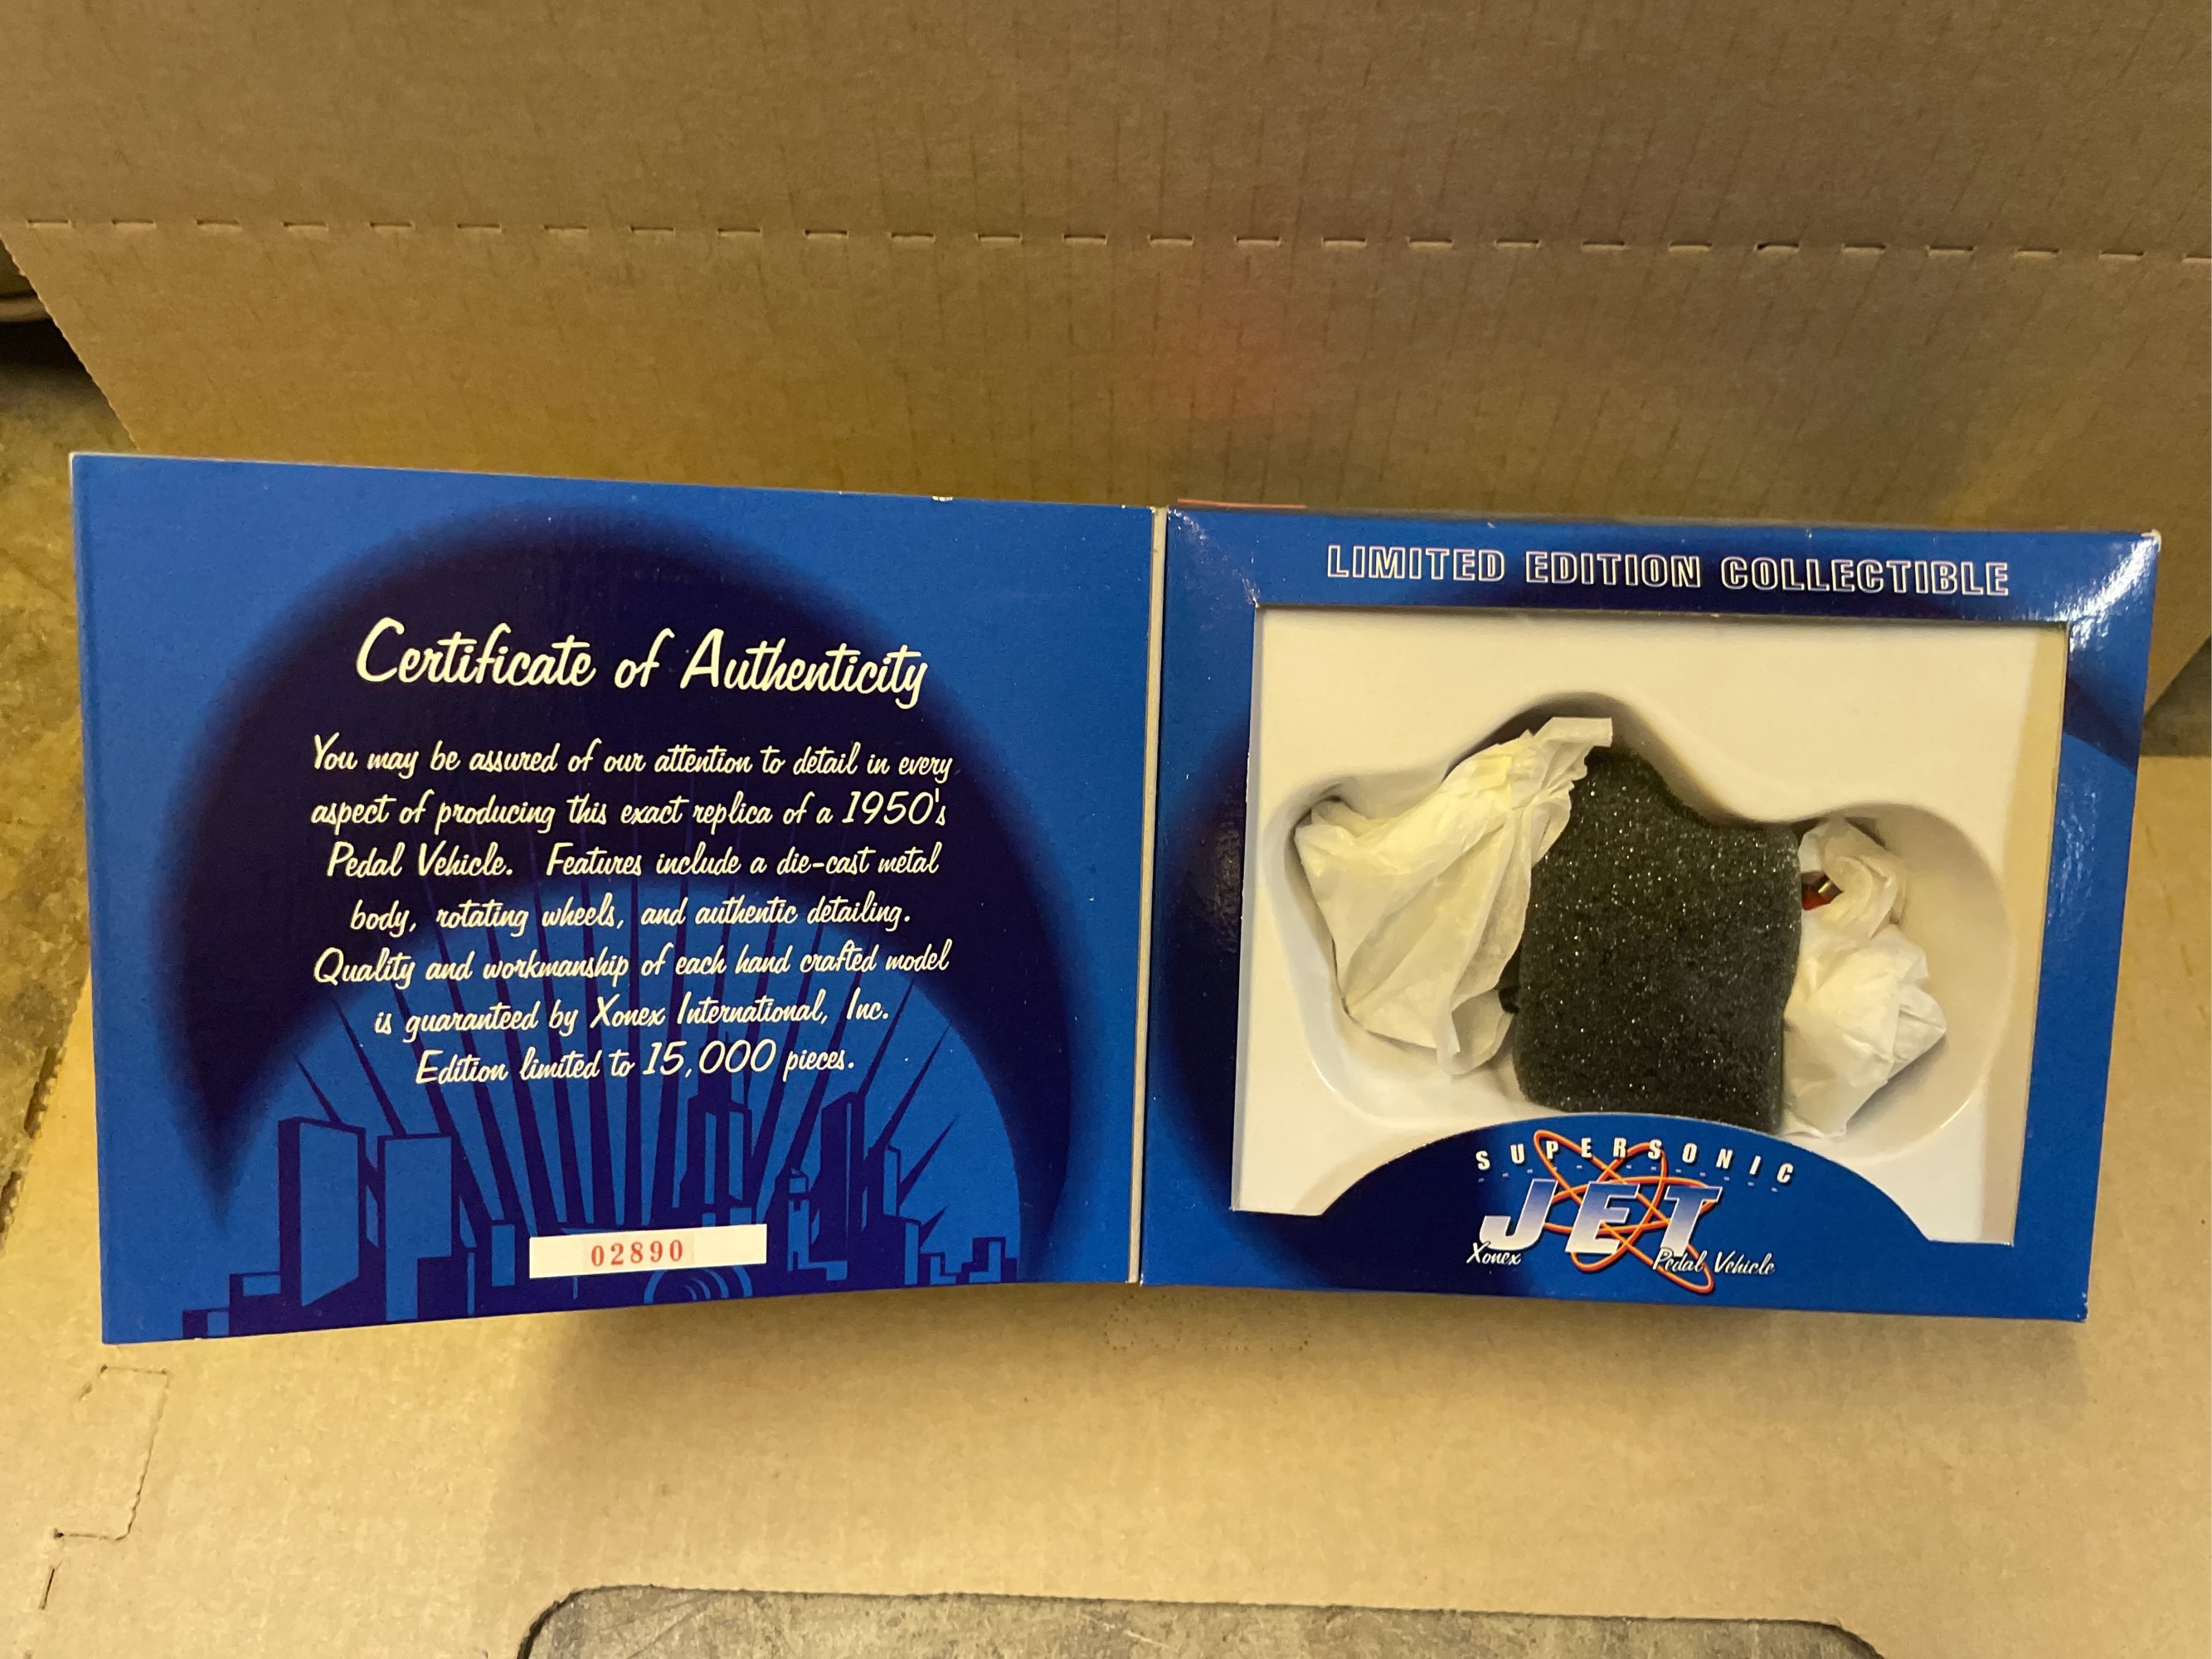 Certificate of Authenticity
You may be assured of our attention to detail in every
aspect of producing this exact replica of a 1950's
Pedal Vehicle. Features include a die-cast metal
body, rotating wheels, and authentic detailing.
Quality and workmanship of each hand crafted model
is guaranteed by Xonex International, Inc.
Edition limited to 15,000 pieces.
02890
LIMITED EDITION COLLECTIBLE
SUPERSONIC
JET
Xonex Pedal Vehicle